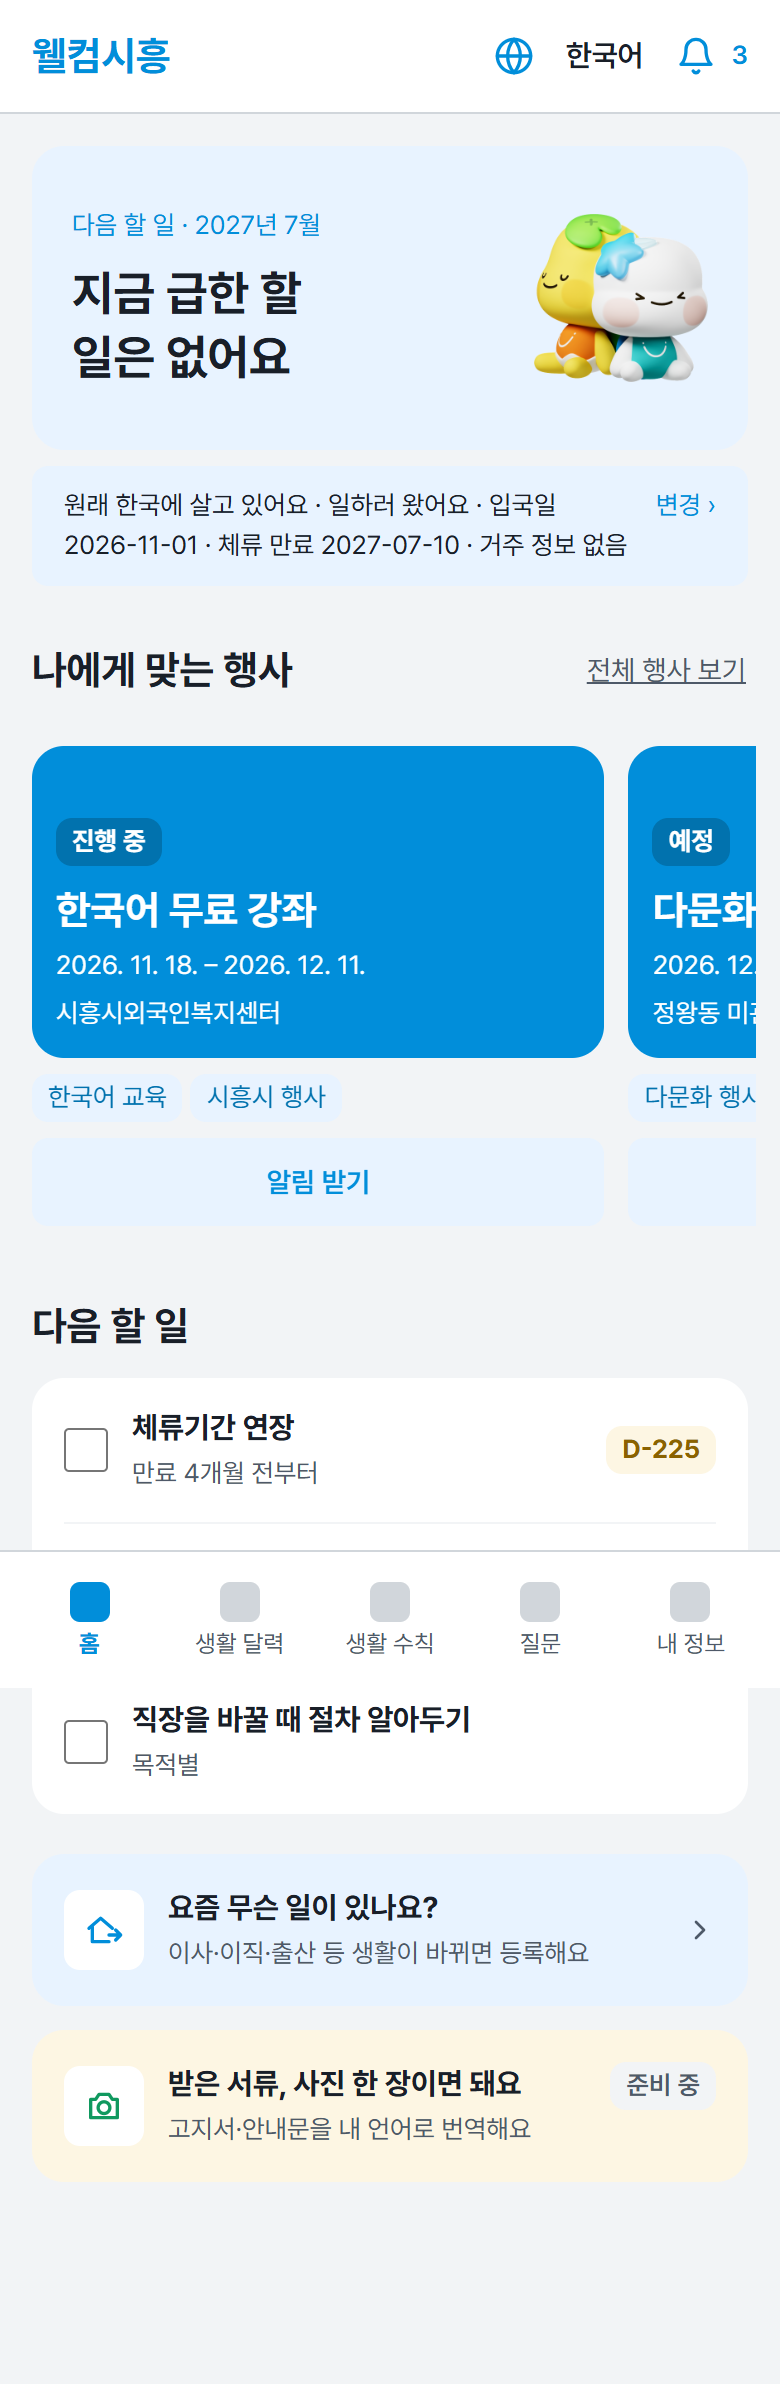 웰컴시흥
한국어
3
다음 할 일 · 2027년 7월
지금 급한 할
일은 없어요
원래 한국에 살고 있어요 · 일하러 왔어요 · 입국일
2026-11-01 · 체류 만료 2027-07-10 · 거주 정보 없음
변경 ›
나에게 맞는 행사
전체 행사 보기
진행 중
한국어 무료 강좌
2026. 11. 18. – 2026. 12. 11.
시흥시외국인복지센터
한국어 교육
시흥시 행사
알림 받기
예정
다문화
2026. 12.
정왕동
다문화
다음 할 일
체류기간 연장
만료 4개월 전부터
D-225
홈
생활 달력
생활 수칙
질문
내 정보
직장을 바꿀 때 절차 알아두기
목적별
요즘 무슨 일이 있나요?
이사·이직·출산 등 생활이 바뀌면 등록해요
받은 서류, 사진 한 장이면 돼요
고지서·안내문을 내 언어로 번역해요
준비 중